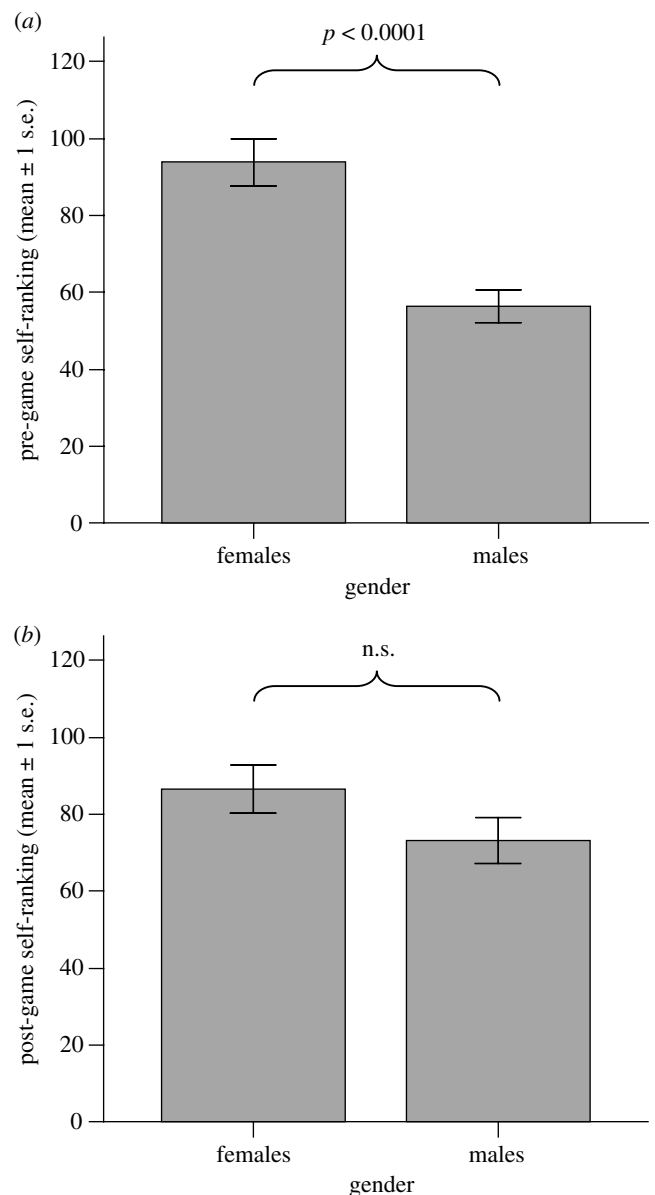 (a)
p < 0.0001
120
100
80
60
40
20
0
pre-game self-ranking (mean ± 1 s.e.)
females males
gender
(b)
n.s.
120
100
80
60
40
20
0
post-game self-ranking (mean ± 1 s.e.)
females males
gender